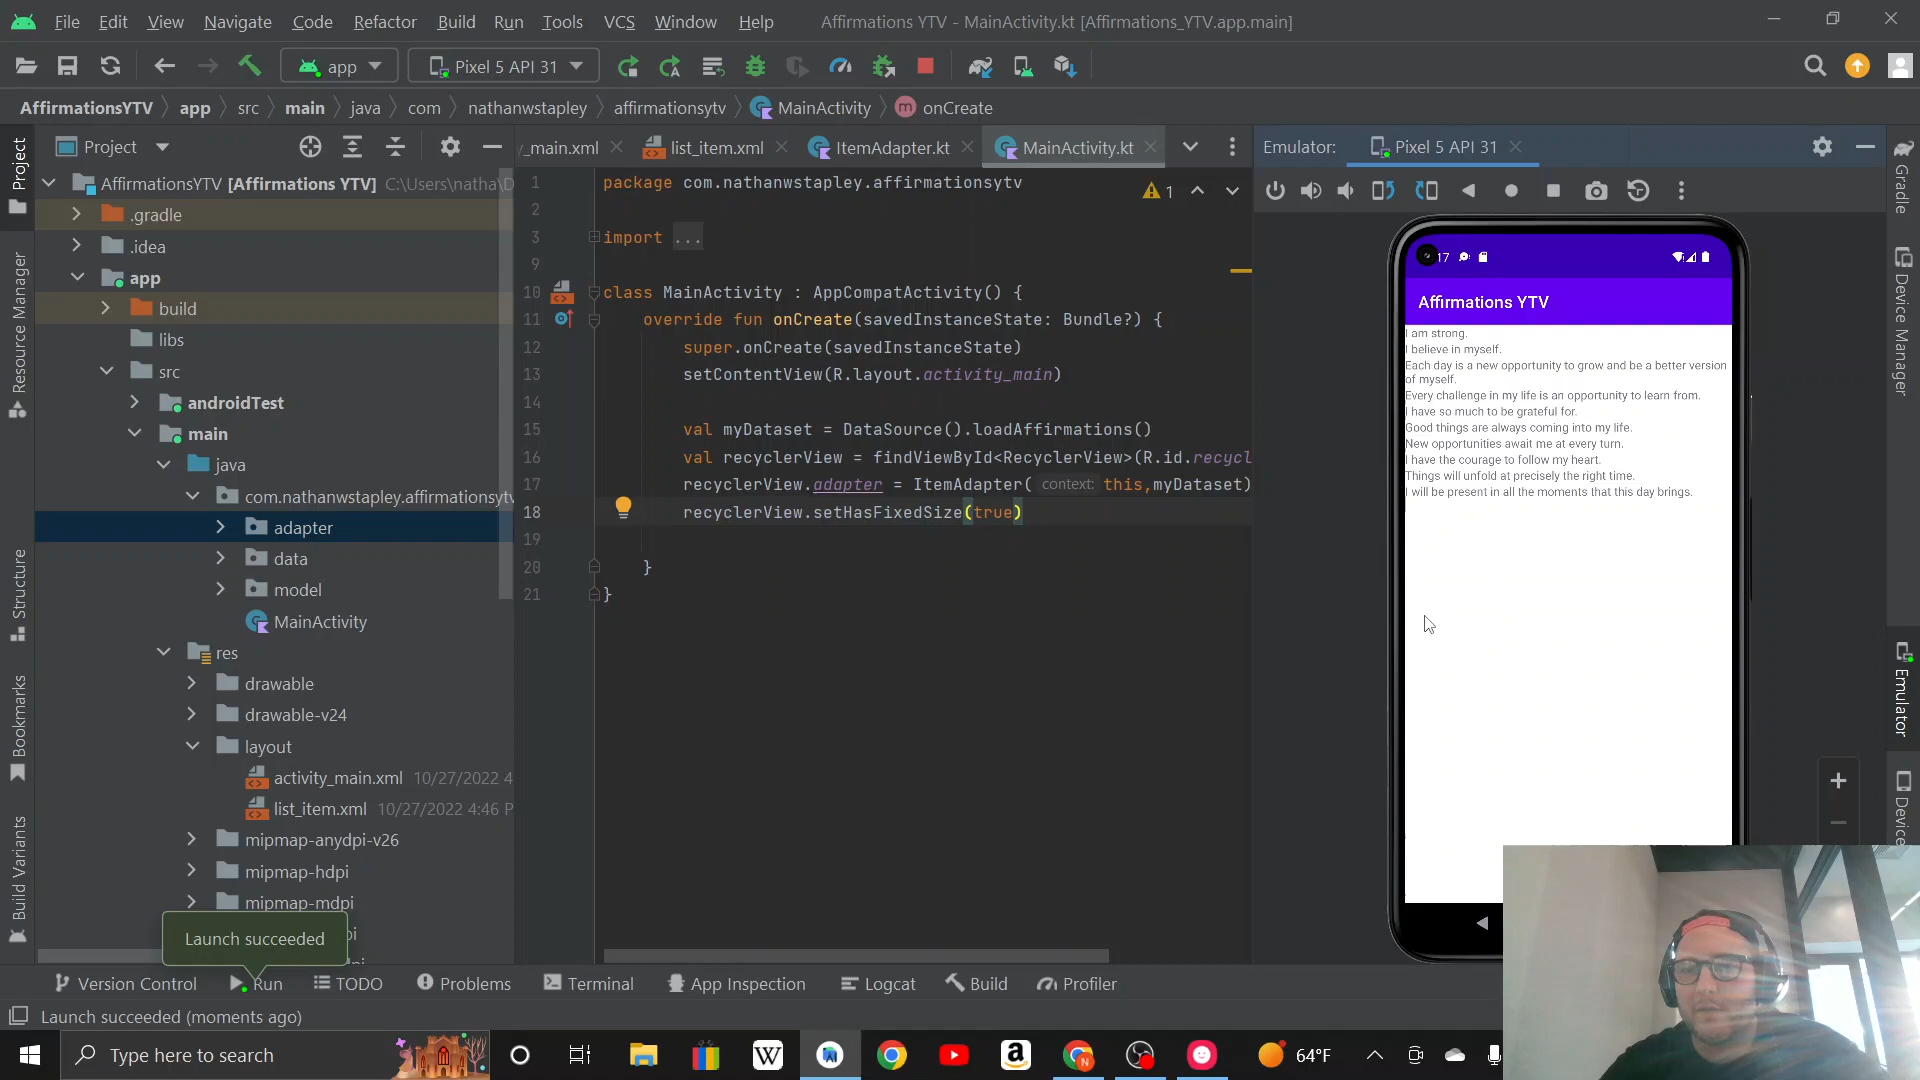 File Edit View Navigate Code Refactor Build Run Tools VCS Window Help Affirmations YTV - MainActivity.kt [Affirmations_YTV.app.main]
app Pixel 5 API 31
AffirmationsYTV app src main java com nathanwstapley affirmationsytv MainActivity onCreate
Project
_main.xml list_item.xml ItemAdapter.kt MainActivity.kt
Emulator: Pixel 5 API 31
Project
Resource Manager
Structure
Bookmarks
Build Variants
AffirmationsYTV [Affirmations YTV] C:\Users\natha\D
.gradle
.idea
app
build
libs
src
androidTest
main
java
com.nathanwstapley.affirmationsytv
adapter
data
model
MainActivity
res
drawable
drawable-v24
layout
activity_main.xml 10/27/2022 4
list_item.xml 10/27/2022 4:46 P
mipmap-anydpi-v26
mipmap-hdpi
mipmap-mdpi
pi
Launch succeeded
1 package com.nathanwstapley.affirmationsytv
1
2
3 import ...
9
10 class MainActivity : AppCompatActivity() {
11 override fun onCreate(savedInstanceState: Bundle?) {
12 super.onCreate(savedInstanceState)
13 setContentView(R.layout.activity_main)
14
15 val myDataset = DataSource().loadAffirmations()
16 val recyclerView = findViewById<RecyclerView>(R.id.recycl
17 recyclerView.adapter = ItemAdapter( context: this,myDataset)
18 recyclerView.setHasFixedSize(true)
19
20 }
21 }
17
Affirmations YTV
I am strong.
I believe in myself.
Each day is a new opportunity to grow and be a better version
of myself.
Every challenge in my life is an opportunity to learn from.
I have so much to be grateful for.
Good things are always coming into my life.
New opportunities await me at every turn.
I have the courage to follow my heart.
Things will unfold at precisely the right time.
I will be present in all the moments that this day brings.
Gradle
Device Manager
Emulator
Device
Version Control Run TODO Problems Terminal App Inspection Logcat Build Profiler
Launch succeeded (moments ago)
Type here to search
W
64°F